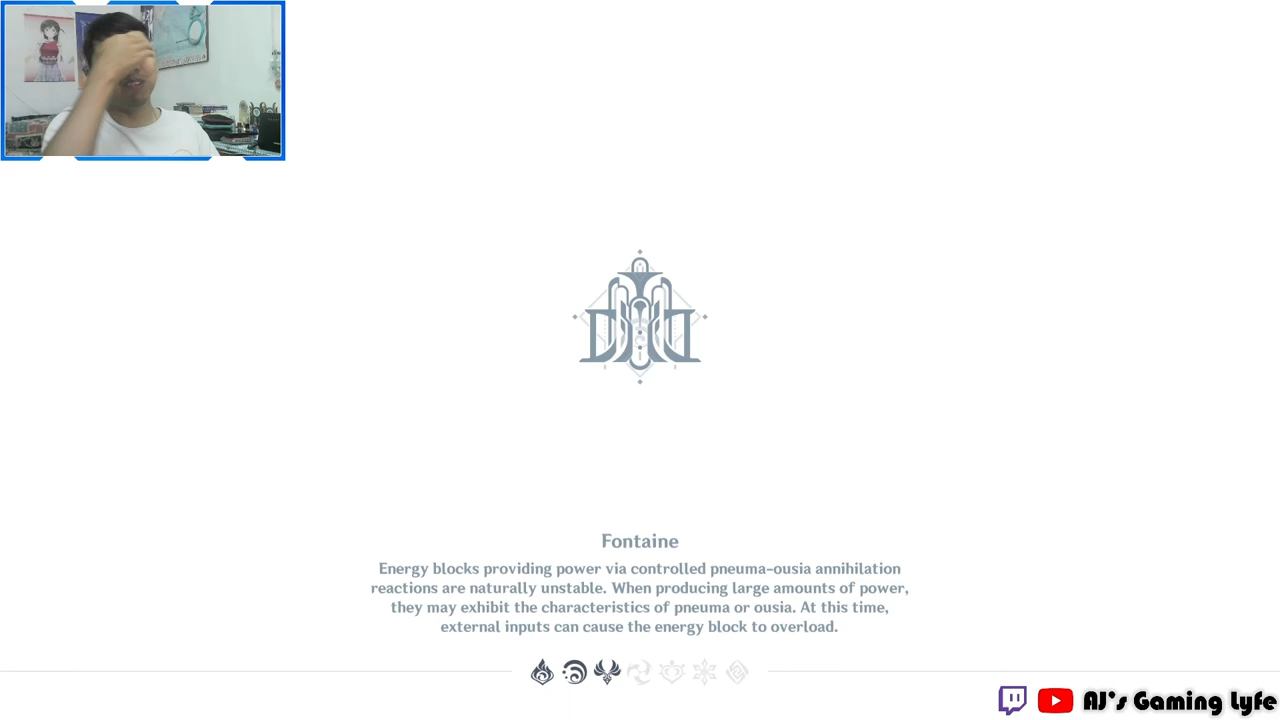 Fontaine
Energy blocks providing power via controlled pneuma-ousia annihilation
reactions are naturally unstable. When producing large amounts of power,
they may exhibit the characteristics of pneuma or ousia. At this time,
external inputs can cause the energy block to overload.
AJ's Gaming Lyfe